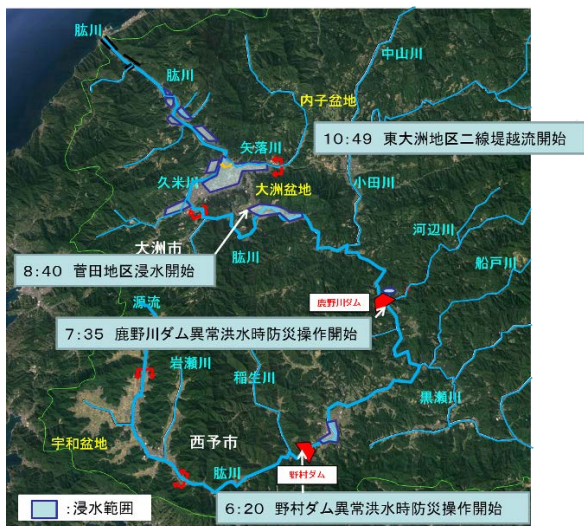 肱川
肱川
中山川
内子盆地
10:49 東大洲地区二線堤越流開始
矢落川
久米川
大洲盆地
小田川
河辺川
船戸川
大洲市
肱川
8:40 菅田地区浸水開始
源流
鹿野川ダム
7:35 鹿野川ダム異常洪水時防災操作開始
岩瀬川
稲生川
黒瀬川
宇和盆地
西予市
野村ダム
肱川
6:20 野村ダム異常洪水時防災操作開始
:浸水範囲